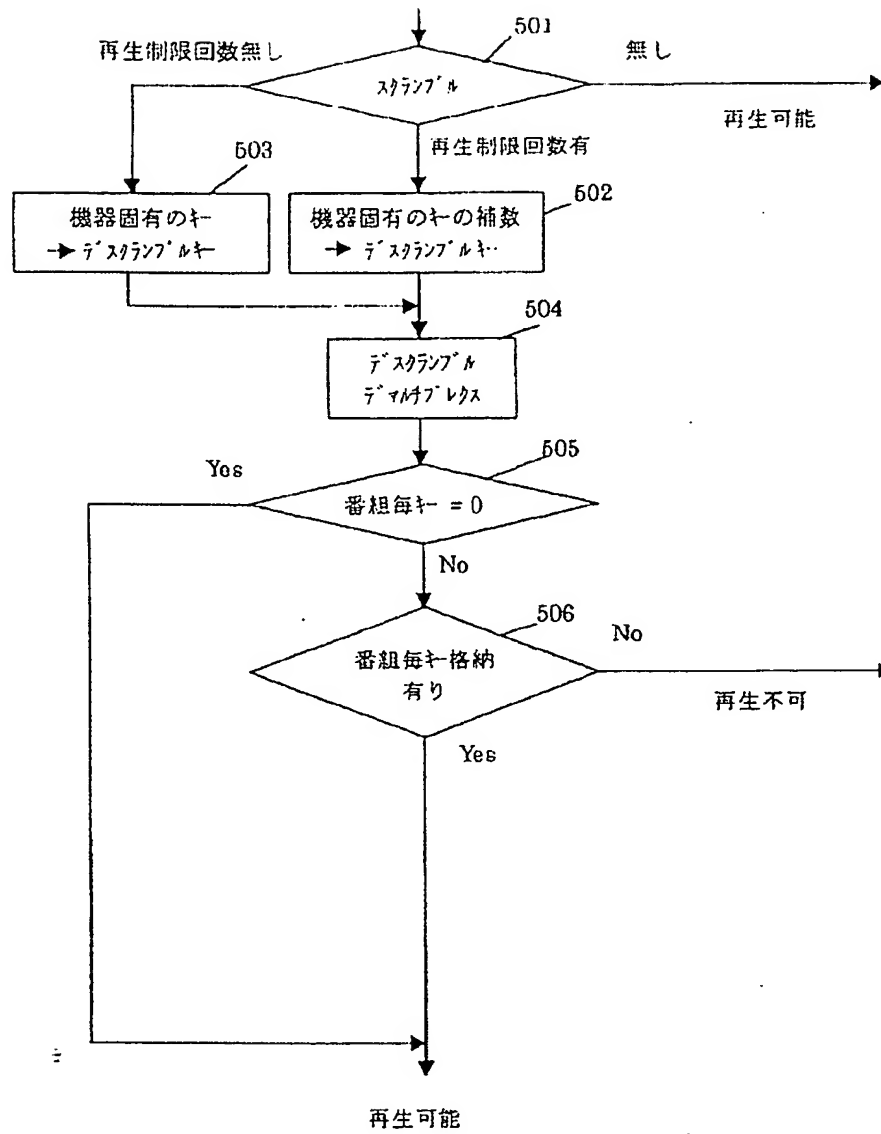 501
再生制限回数無し
無し
スクランブル
再生可能
再生制限回数有
503
502
機器固有のキー
→ デスクランブルキー
機器固有のキーの補数
→ デスクランブルキー
504
デスクランブル
デマルチプレクス
505
Yes
番組毎キー = 0
No
506
No
番組毎キー格納
有り
再生不可
Yes
再生可能